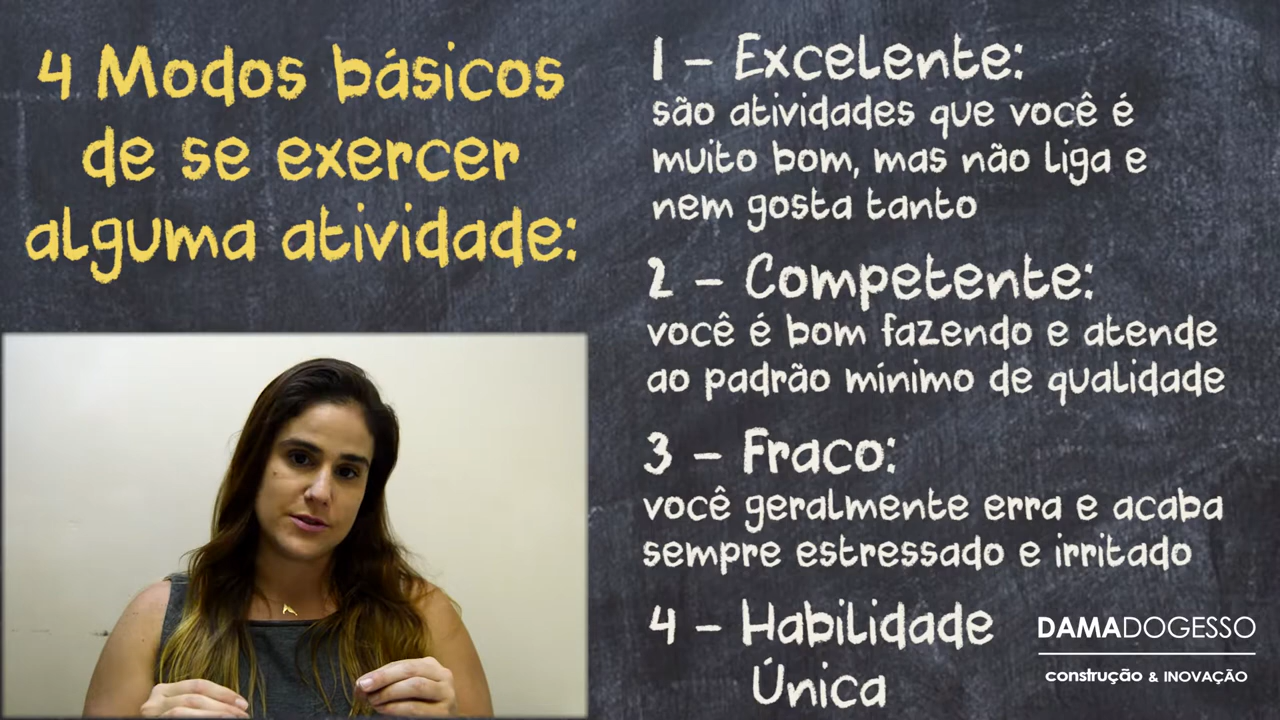 4 Modos básicos
de se exercer
alguma atividade:
1 - Excelente:
são atividades que você é
muito bom, mas não liga e
nem gosta tanto
2 - Competente:
você é bom fazendo e atende
ao padrão mínimo de qualidade
3 - Fraco:
você geralmente erra e acaba
sempre estressado e irritado
4 - Habilidade
Única
DAMADOGESSO
construção & INOVAÇÃO